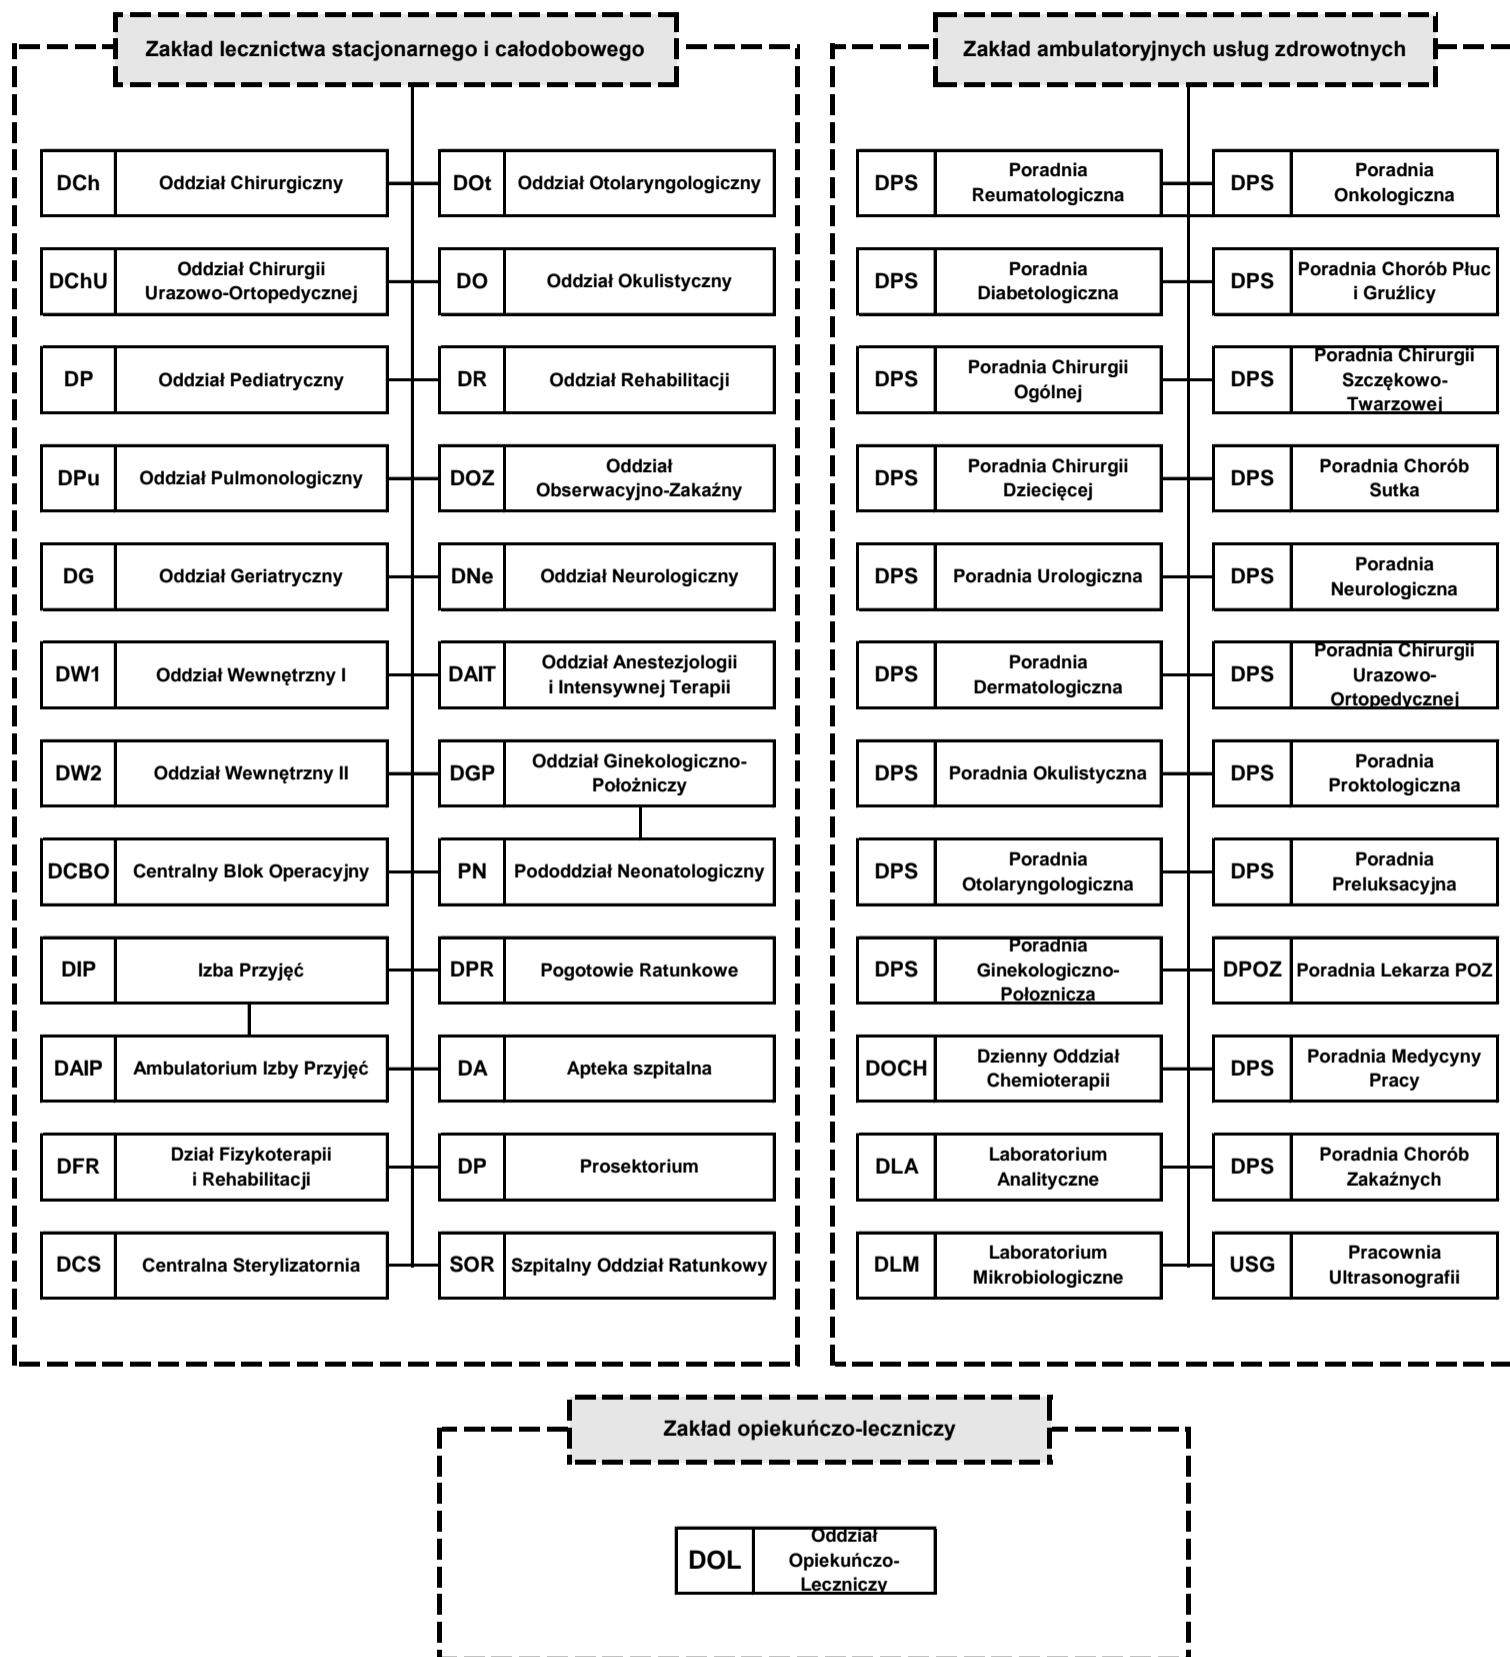 Zakład lecznictwa stacjonarnego i całodobowego
DCh
Oddział Chirurgiczny
DOt
Oddział Otolaryngologiczny
DChU
Oddział Chirurgii
Urazowo-Ortopedycznej
DO
Oddział Okulistyczny
DP
Oddział Pediatryczny
DR
Oddział Rehabilitacji
DPu
Oddział Pulmonologiczny
DOZ
Oddział
Obserwacyjno-Zakaźny
DG
Oddział Geriatryczny
DNe
Oddział Neurologiczny
DW1
Oddział Wewnętrzny I
DAIT
Oddział Anestezjologii
i Intensywnej Terapii
DW2
Oddział Wewnętrzny II
DGP
Oddział Ginekologiczno-
Położniczy
DCBO
Centralny Blok Operacyjny
PN
Pododdział Neonatologiczny
DIP
Izba Przyjęć
DPR
Pogotowie Ratunkowe
DAIP
Ambulatorium Izby Przyjęć
DA
Apteka szpitalna
DFR
Dział Fizykoterapii
i Rehabilitacji
DP
Prosektorium
DCS
Centralna Sterylizatornia
SOR
Szpitalny Oddział Ratunkowy
Zakład ambulatoryjnych usług zdrowotnych
DPS
Poradnia
Reumatologiczna
DPS
Poradnia
Onkologiczna
DPS
Poradnia
Diabetologiczna
DPS
Poradnia Chorób Płuc
i Gruźlicy
DPS
Poradnia Chirurgii
Ogólnej
DPS
Poradnia Chirurgii
Szczękowo-
Twarzowej
DPS
Poradnia Chirurgii
Dziecięcej
DPS
Poradnia Chorób
Sutka
DPS
Poradnia Urologiczna
DPS
Poradnia
Neurologiczna
DPS
Poradnia
Dermatologiczna
DPS
Poradnia Chirurgii
Urazowo-
Ortopedycznej
DPS
Poradnia Okulistyczna
DPS
Poradnia
Proktologiczna
DPS
Poradnia
Otolaryngologiczna
DPS
Poradnia
Preluksacyjna
DPS
Poradnia
Ginekologiczno-
Połoznicza
DPOZ
Poradnia Lekarza POZ
DOCH
Dzienny Oddział
Chemioterapii
DPS
Poradnia Medycyny
Pracy
DLA
Laboratorium
Analityczne
DPS
Poradnia Chorób
Zakaźnych
DLM
Laboratorium
Mikrobiologiczne
USG
Pracownia
Ultrasonografii
Zakład opiekuńczo-leczniczy
DOL
Oddział
Opiekuńczo-
Leczniczy